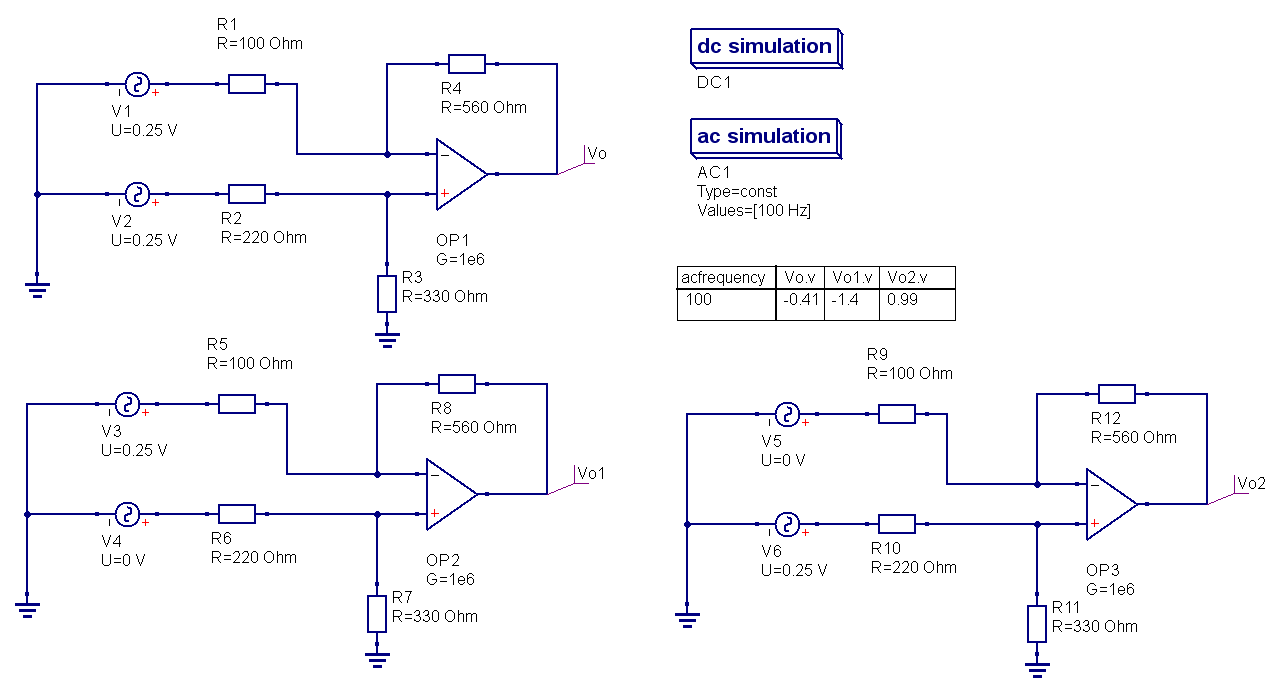 R1
R=100 Ohm
V1
U=0.25 V
R4
R=560 Ohm
Vo
V2
U=0.25 V
R2
R=220 Ohm
OP1
G=1e6
R3
R=330 Ohm
dc simulation
DC1
ac simulation
AC1
Type=const
Values=[100 Hz]
acfrequency Vo.v Vo1.v Vo2.v
100 -0.41 -1.4 0.99
R5
R=100 Ohm
V3
U=0.25 V
R8
R=560 Ohm
Vo1
V4
U=0 V
R6
R=220 Ohm
OP2
G=1e6
R7
R=330 Ohm
R9
R=100 Ohm
V5
U=0 V
R12
R=560 Ohm
Vo2
V6
U=0.25 V
R10
R=220 Ohm
OP3
G=1e6
R11
R=330 Ohm